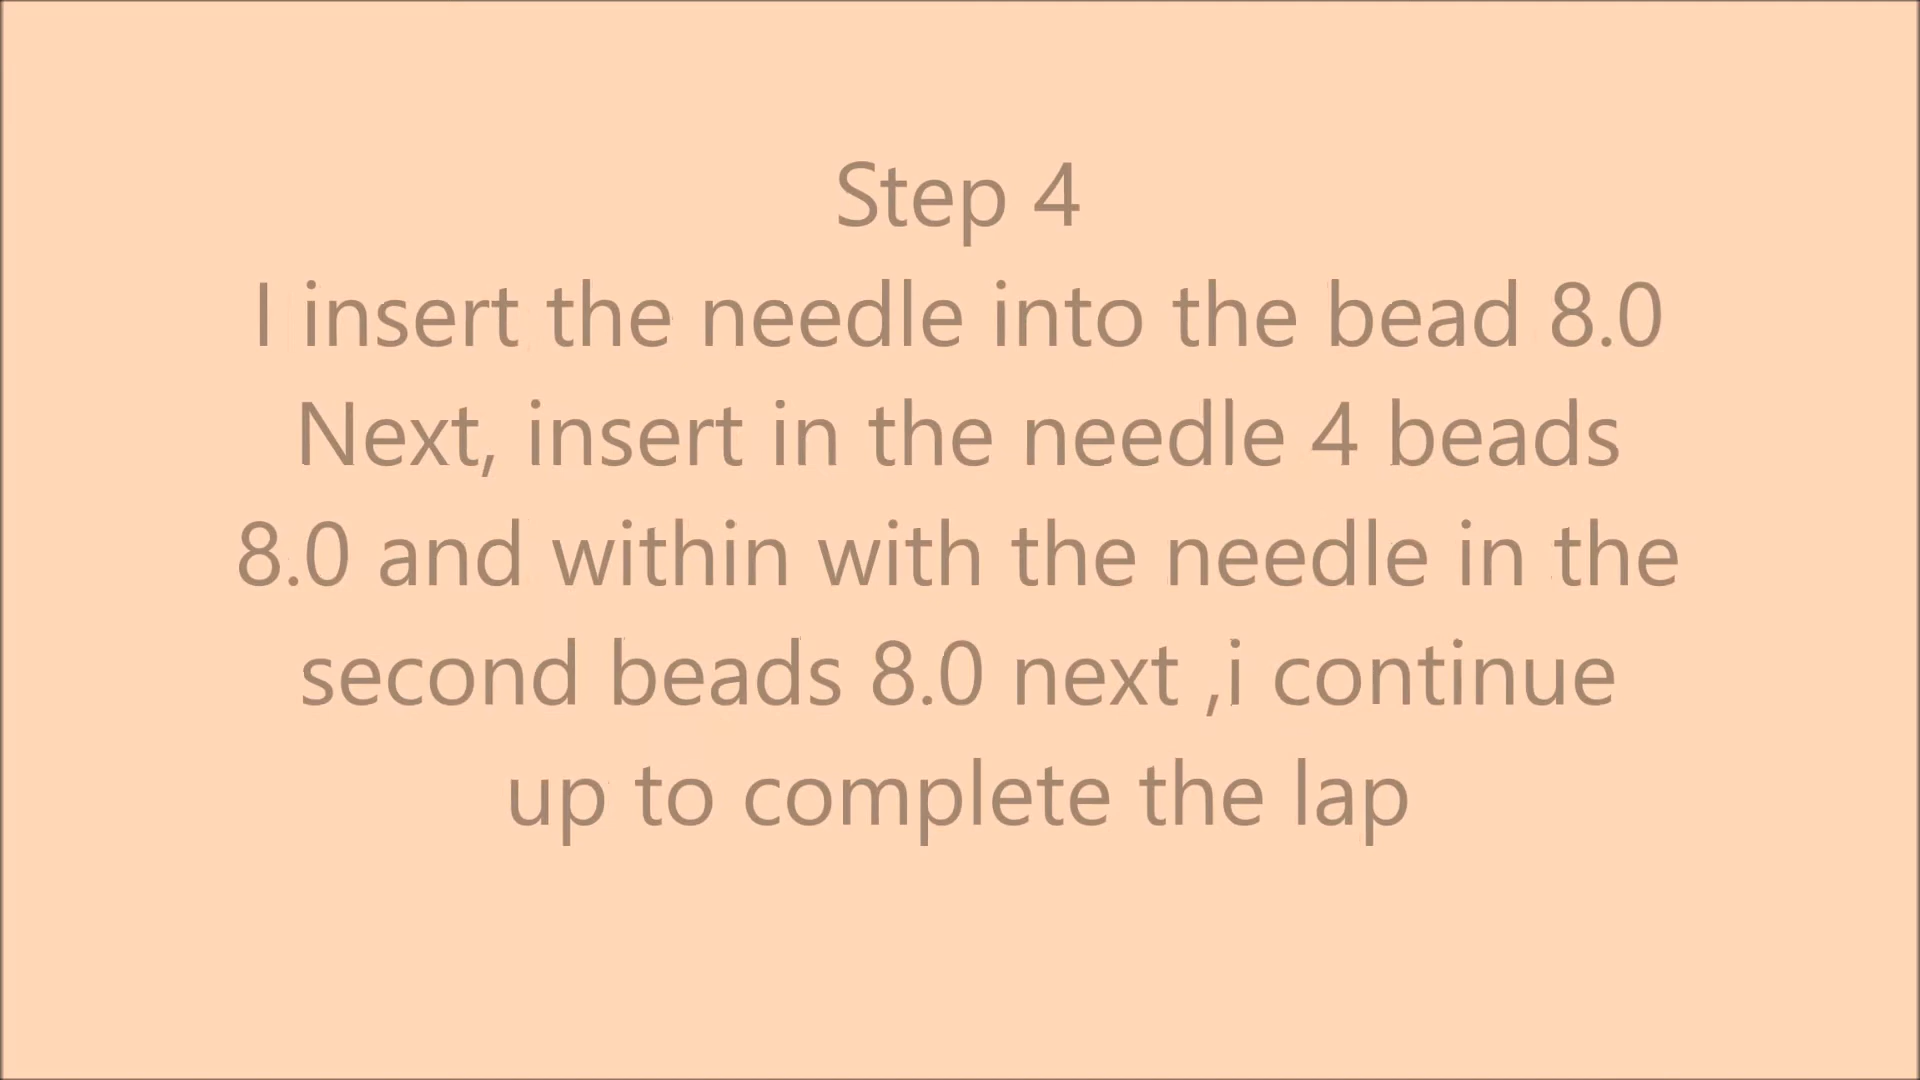 Step 4
I insert the needle into the bead 8.0
Next, insert in the needle 4 beads
8.0 and within with the needle in the
second beads 8.0 next ,i continue
up to complete the lap